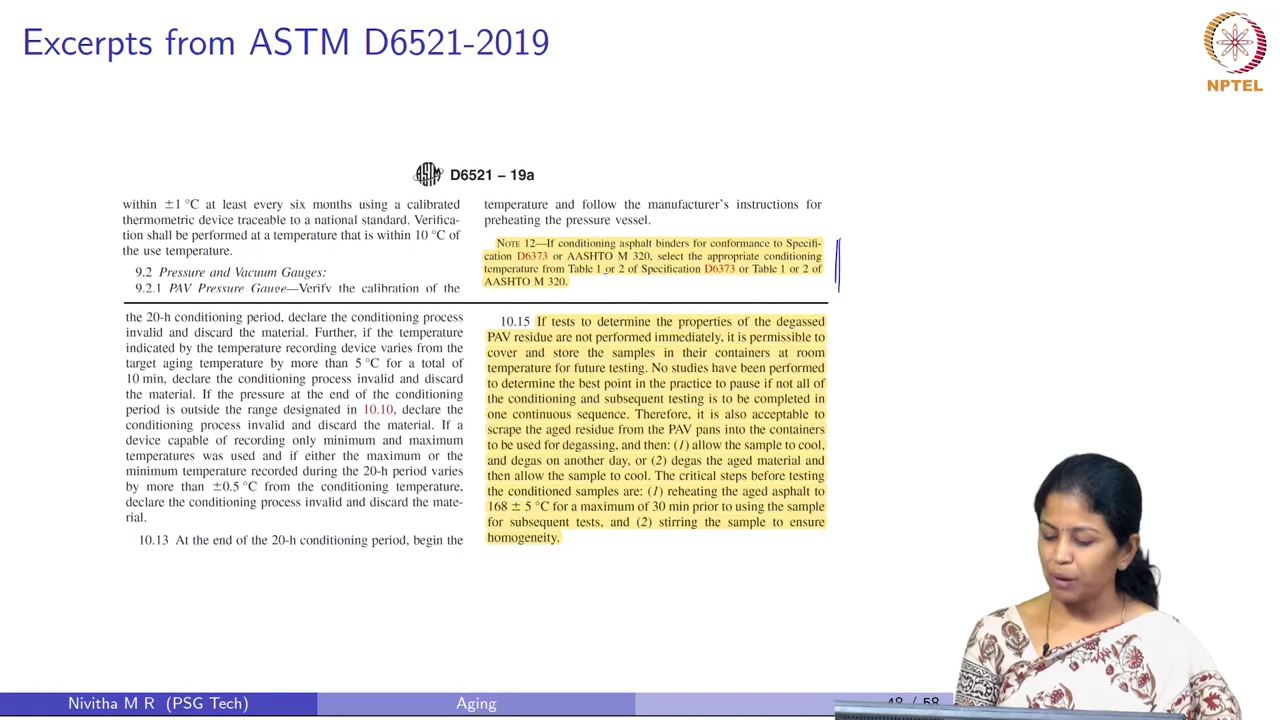 Excerpts from ASTM D6521-2019
NPTEL
ASTM
D6521 – 19a
within ±1 °C at least every six months using a calibrated
thermometric device traceable to a national standard. Verifica-
tion shall be performed at a temperature that is within 10 °C of
the use temperature.
9.2 Pressure and Vacuum Gauges:
9.2.1 PAV Pressure Gauge—Verify the calibration of the
temperature and follow the manufacturer's instructions for
preheating the pressure vessel.
NOTE 12—If conditioning asphalt binders for conformance to Specifi-
cation D6373 or AASHTO M 320, select the appropriate conditioning
temperature from Table 1 or 2 of Specification D6373 or Table 1 or 2 of
AASHTO M 320.
the 20-h conditioning period, declare the conditioning process
invalid and discard the material. Further, if the temperature
indicated by the temperature recording device varies from the
target aging temperature by more than 5 °C for a total of
10 min, declare the conditioning process invalid and discard
the material. If the pressure at the end of the conditioning
period is outside the range designated in 10.10, declare the
conditioning process invalid and discard the material. If a
device capable of recording only minimum and maximum
temperatures was used and if either the maximum or the
minimum temperature recorded during the 20-h period varies
by more than ±0.5 °C from the conditioning temperature,
declare the conditioning process invalid and discard the mate-
rial.
10.13 At the end of the 20-h conditioning period, begin the
10.15 If tests to determine the properties of the degassed
PAV residue are not performed immediately, it is permissible to
cover and store the samples in their containers at room
temperature for future testing. No studies have been performed
to determine the best point in the practice to pause if not all of
the conditioning and subsequent testing is to be completed in
one continuous sequence. Therefore, it is also acceptable to
scrape the aged residue from the PAV pans into the containers
to be used for degassing, and then: (1) allow the sample to cool,
and degas on another day, or (2) degas the aged material and
then allow the sample to cool. The critical steps before testing
the conditioned samples are: (1) reheating the aged asphalt to
168 ± 5 °C for a maximum of 30 min prior to using the sample
for subsequent tests, and (2) stirring the sample to ensure
homogeneity.
Nivitha M R (PSG Tech)
Aging
48 / 58